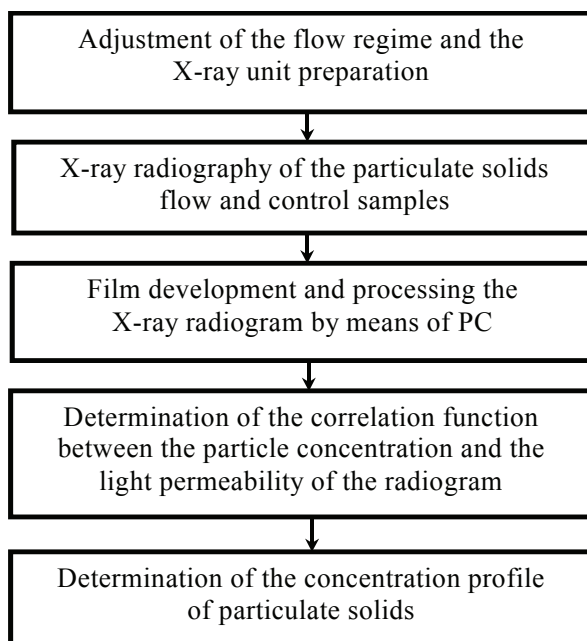 Adjustment of the flow regime and the
X-ray unit preparation
X-ray radiography of the particulate solids
flow and control samples
Film development and processing the
X-ray radiogram by means of PC
Determination of the correlation function
between the particle concentration and the
light permeability of the radiogram
Determination of the concentration profile
of particulate solids